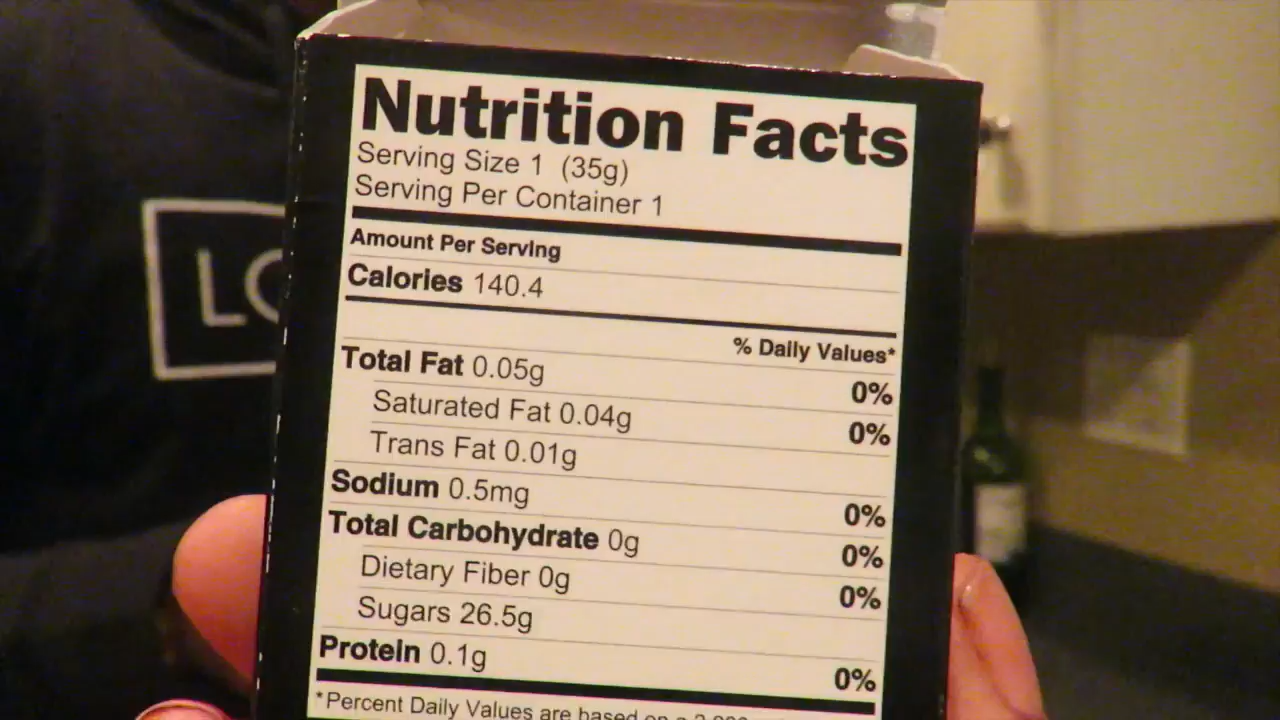 Nutrition Facts
Serving Size 1 (35g)
Serving Per Container 1
Amount Per Serving
Calories 140.4
% Daily Values*
Total Fat 0.05g 0%
Saturated Fat 0.04g 0%
Trans Fat 0.01g
Sodium 0.5mg 0%
Total Carbohydrate 0g 0%
Dietary Fiber 0g 0%
Sugars 26.5g
Protein 0.1g 0%
*Percent Daily Values are based on a
LO